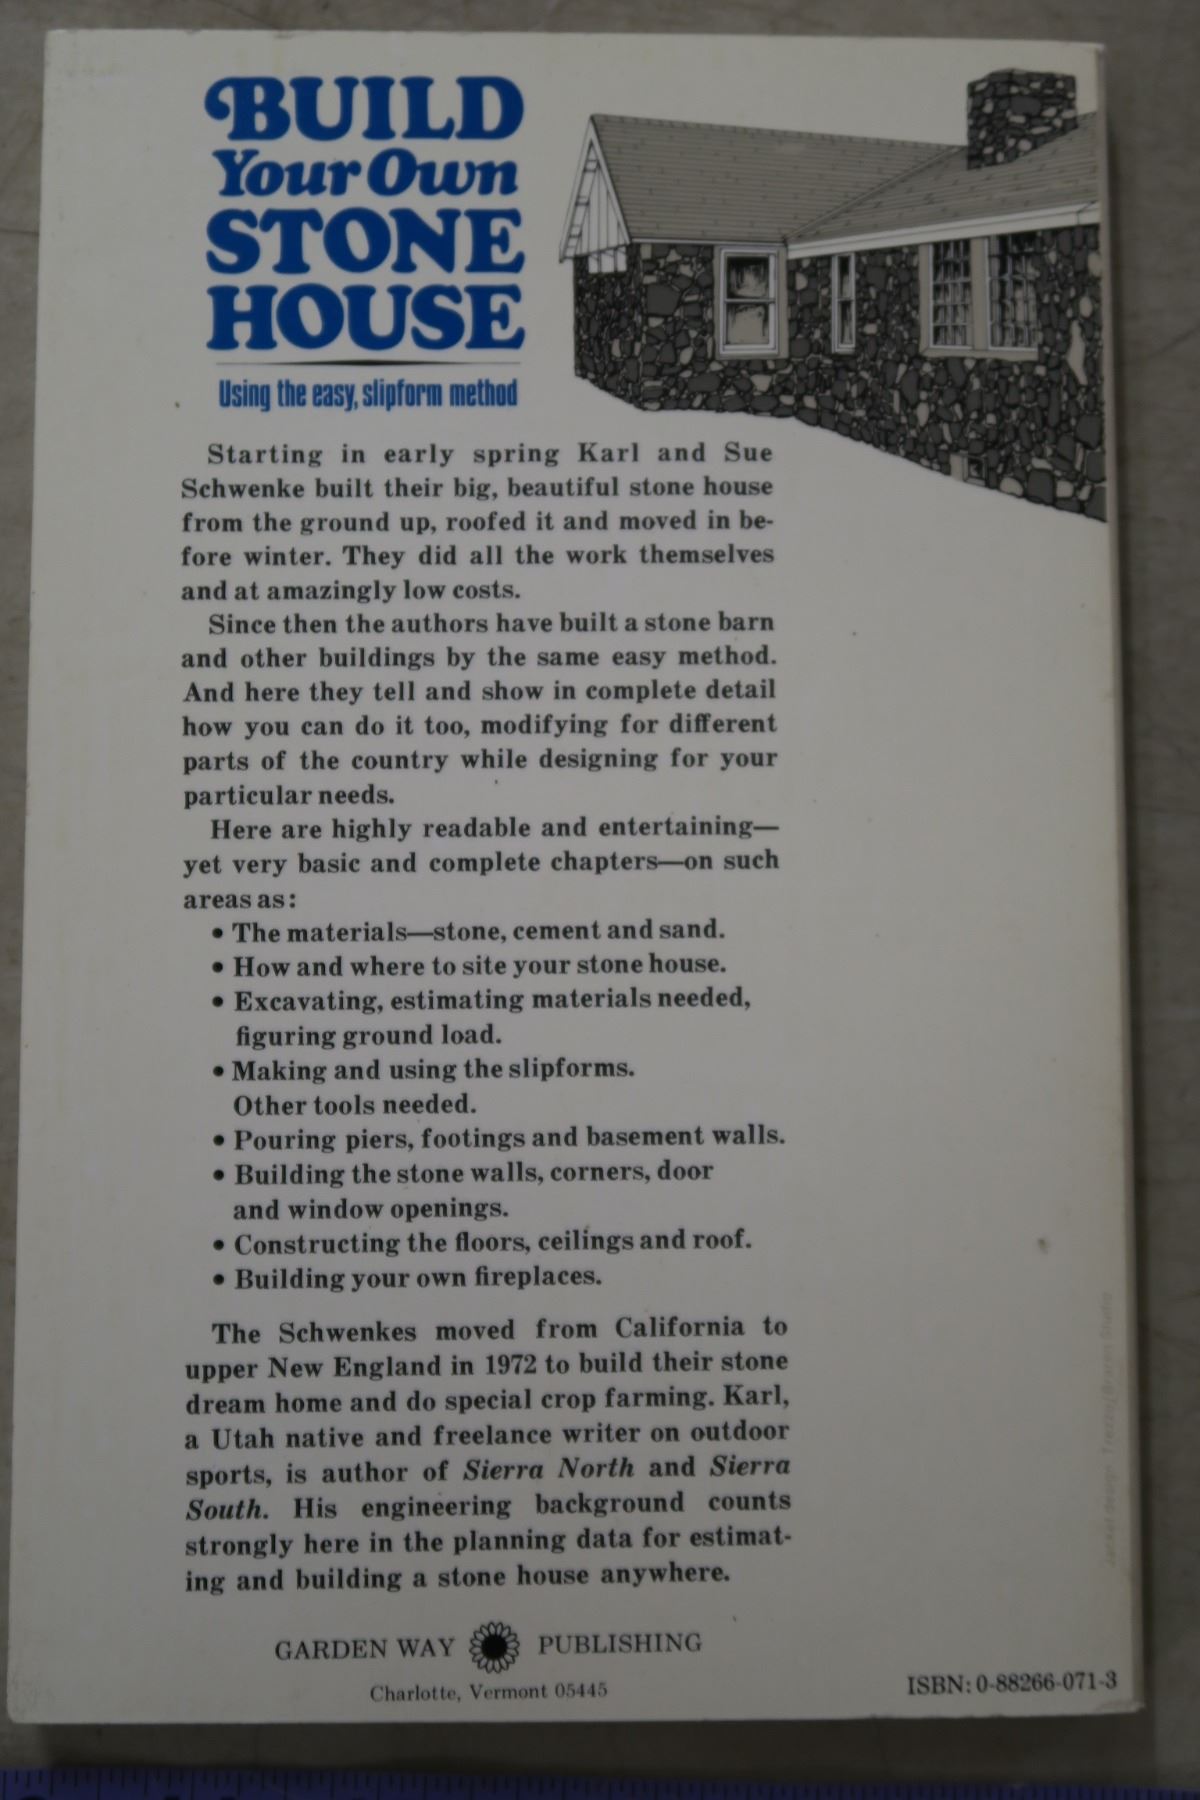 BUILD
Your Own
STONE
HOUSE
Using the easy, slipform method
Starting in early spring Karl and Sue
Schwenke built their big, beautiful stone house
from the ground up, roofed it and moved in be-
fore winter. They did all the work themselves
and at amazingly low costs.
Since then the authors have built a stone barn
and other buildings by the same easy method.
And here they tell and show in complete detail
how you can do it too, modifying for different
parts of the country while designing for your
particular needs.
Here are highly readable and entertaining—
yet very basic and complete chapters—on such
areas as:
• The materials—stone, cement and sand.
• How and where to site your stone house.
• Excavating, estimating materials needed,
figuring ground load.
• Making and using the slipforms.
Other tools needed.
• Pouring piers, footings and basement walls.
• Building the stone walls, corners, door
and window openings.
• Constructing the floors, ceilings and roof.
• Building your own fireplaces.
The Schwenkes moved from California to
upper New England in 1972 to build their stone
dream home and do special crop farming. Karl,
a Utah native and freelance writer on outdoor
sports, is author of Sierra North and Sierra
South. His engineering background counts
strongly here in the planning data for estimat-
ing and building a stone house anywhere.
GARDEN WAY PUBLISHING
Charlotte, Vermont 05445
ISBN: 0-88266-071-3
design Trezzo/Braren Studio